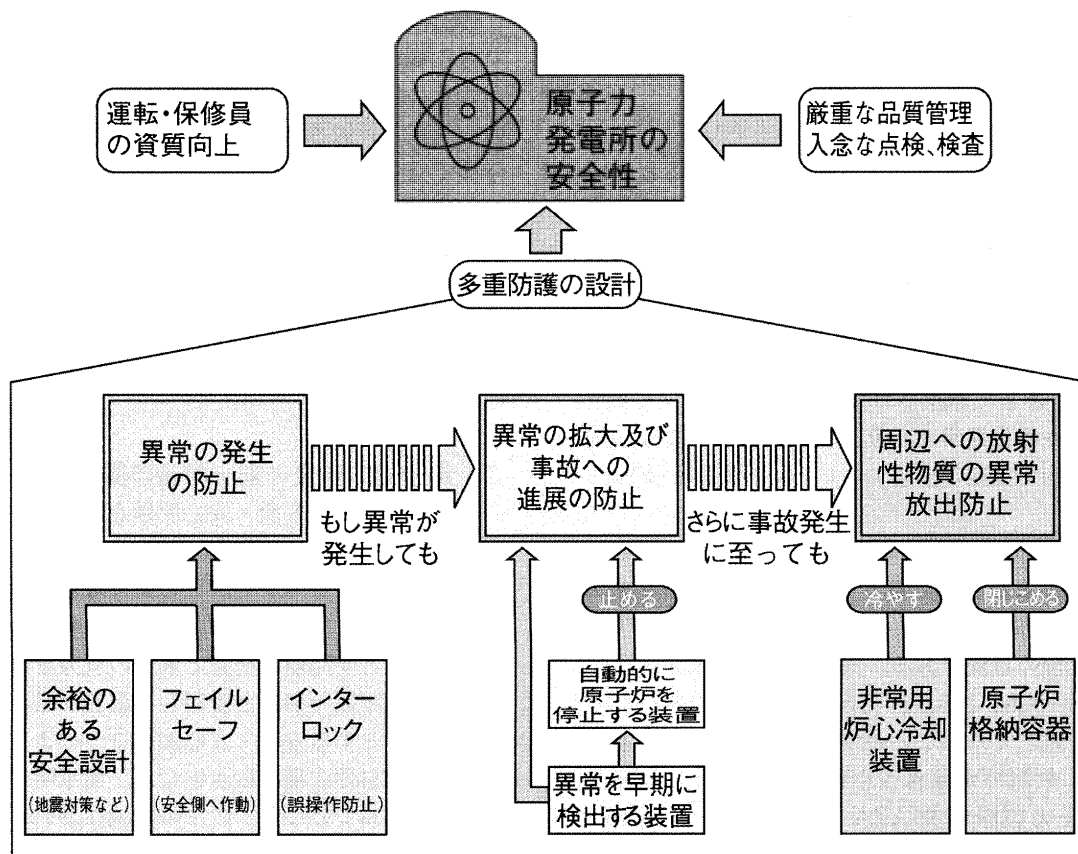 運転・保修員
の資質向上
原子力
発電所の
安全性
厳重な品質管理
入念な点検、検査
多重防護の設計
異常の発生
の防止
もし異常が
発生しても
異常の拡大及び
事故への
進展の防止
さらに事故発生
に至っても
周辺への放射
性物質の異常
放出防止
止める
冷やす
閉じこめる
余裕の
ある
安全設計
(地震対策など)
フェイル
セーフ
(安全側へ作動)
インター
ロック
(誤操作防止)
自動的に
原子炉を
停止する装置
異常を早期に
検出する装置
非常用
炉心冷却
装置
原子炉
格納容器